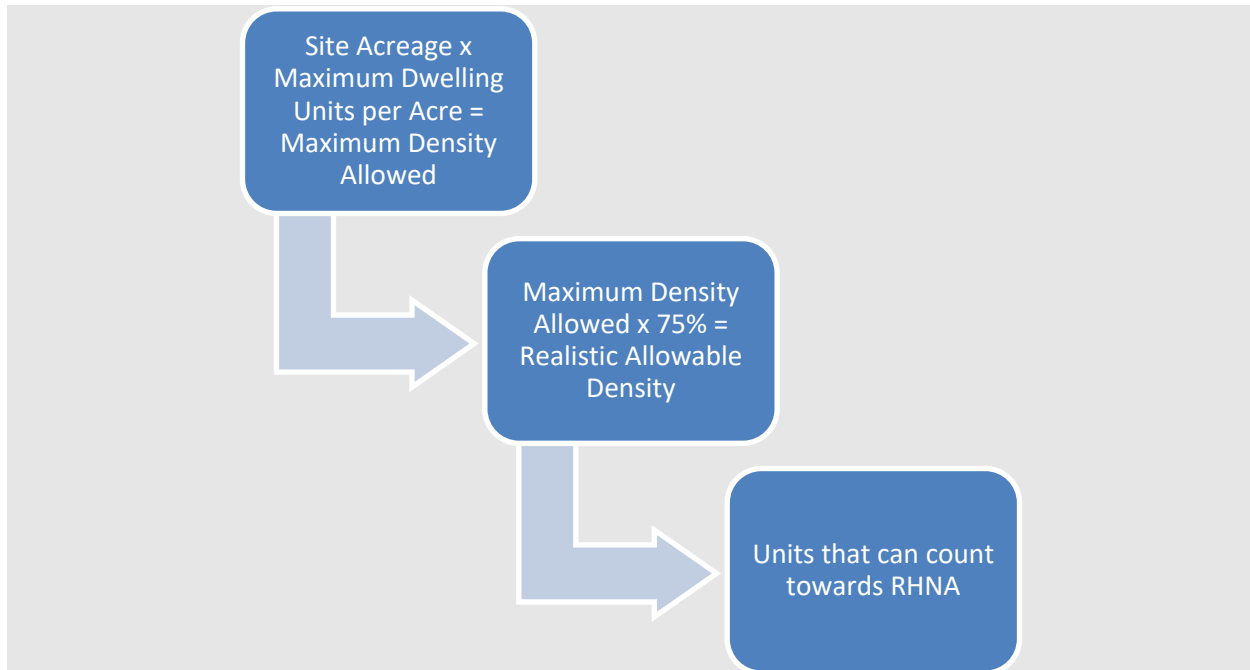 Site Acreage x
Maximum Dwelling
Units per Acre =
Maximum Density
Allowed
Maximum Density
Allowed x 75% =
Realistic Allowable
Density
Units that can count
towards RHNA